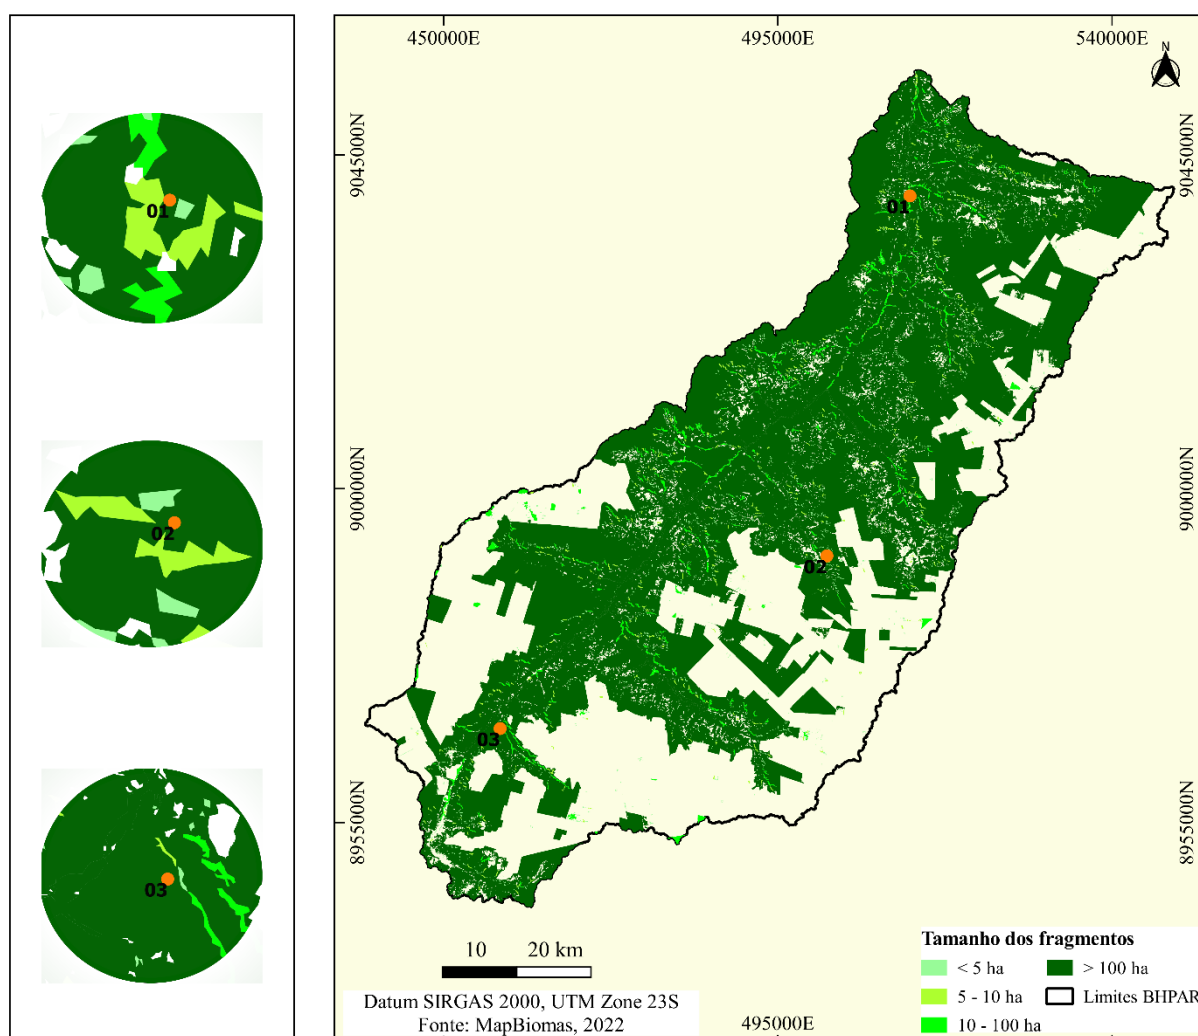 450000E
495000E
540000E
N
9045000N
9045000N
01
01
9000000N
9000000N
02
02
03
03
8955000N
8955000N
10
20 km
Datum SIRGAS 2000, UTM Zone 23S
Fonte: MapBiomas, 2022
495000E
Tamanho dos fragmentos
< 5 ha
> 100 ha
5 - 10 ha
Limites BHPAR
10 - 100 ha